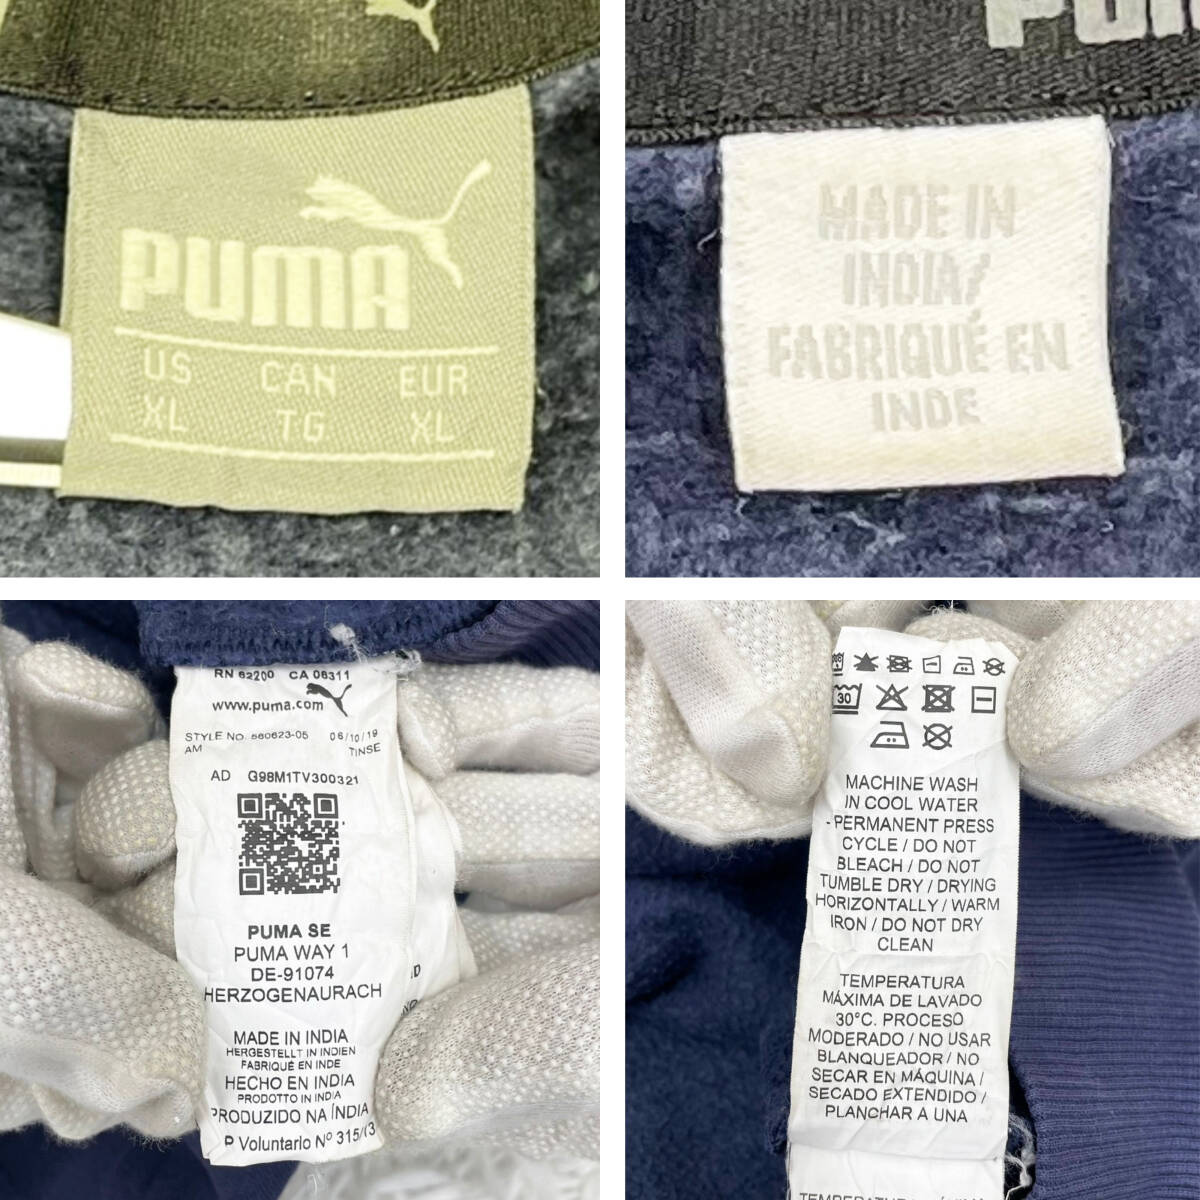 PUMA
US CAN EUR
XL TG XL
MADE IN
INDIA/
FABRIQUÉ EN
INDE
RN 62200 CA 08311
www.puma.com
STYLE NO. 580623-05 06/10/19
AM TINSE
AD G98M1TV300321
PUMA SE
PUMA WAY 1
DE-91074
HERZOGENAURACH
MADE IN INDIA
HERGESTELLT IN INDIEN
FABRIQUÉ EN INDE
HECHO EN INDIA
PRODOTTO IN INDIA
PRODUZIDO NA ÍNDIA
P Voluntario Nº
30
MACHINE WASH
IN COOL WATER
- PERMANENT PRESS
CYCLE / DO NOT
BLEACH / DO NOT
TUMBLE DRY / DRYING
HORIZONTALLY / WARM
IRON / DO NOT DRY
CLEAN
TEMPERATURA
MÁXIMA DE LAVADO
30°C. PROCESO
MODERADO / NO USAR
BLANQUEADOR / NO
SECAR EN MÁQUINA /
SECADO EXTENDIDO /
PLANCHAR A UNA